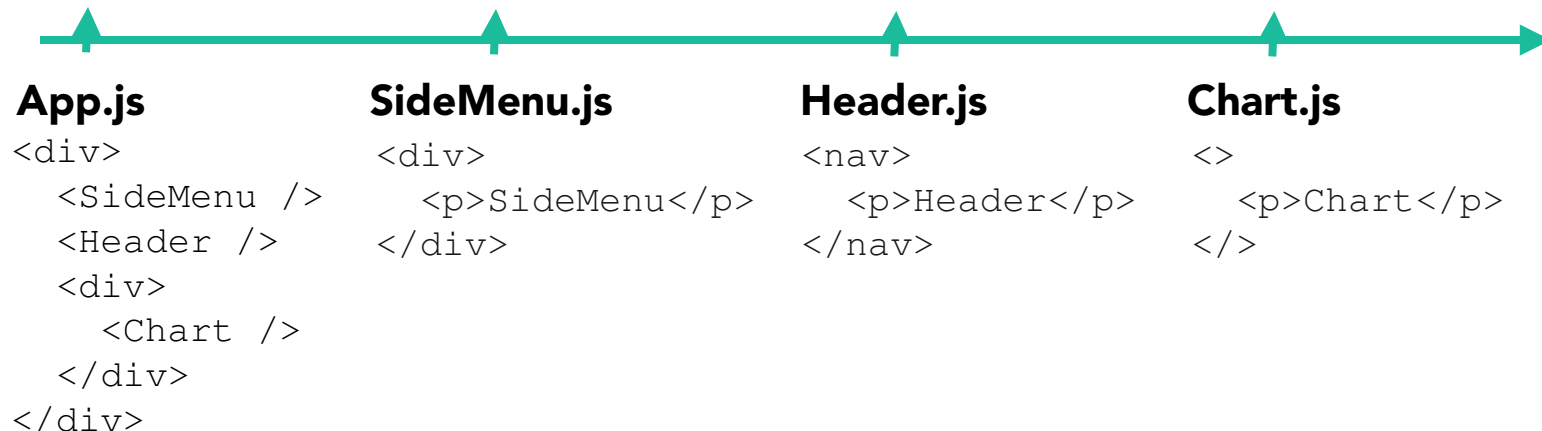 App.js
<div>
  <SideMenu />
  <Header />
  <div>
    <Chart />
  </div>
</div>
SideMenu.js
<div>
  <p>SideMenu</p>
</div>
Header.js
<nav>
  <p>Header</p>
</nav>
Chart.js
<>
  <p>Chart</p>
</>